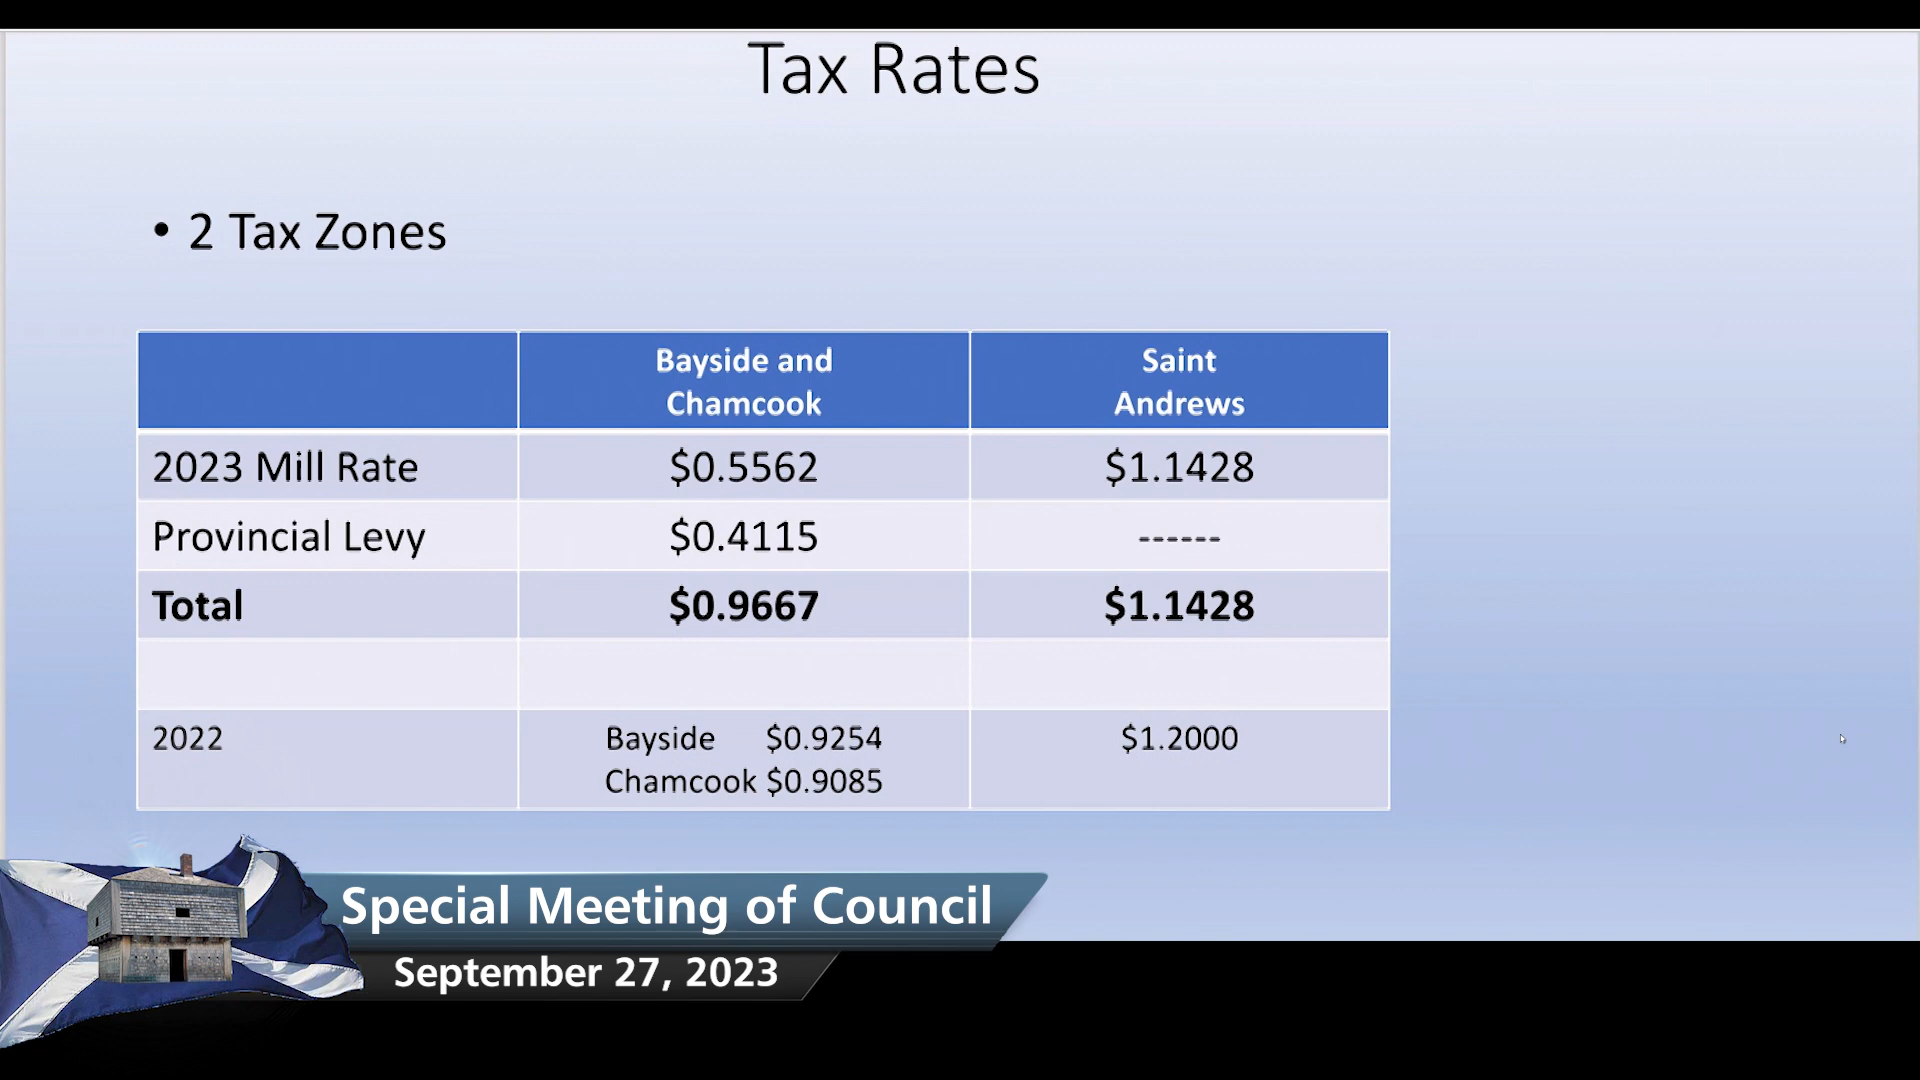 Tax Rates
• 2 Tax Zones
Bayside and
Chamcook
Saint
Andrews
2023 Mill Rate $0.5562 $1.1428
Provincial Levy $0.4115 ------
Total $0.9667 $1.1428
2022 Bayside $0.9254 $1.2000
Chamcook $0.9085
Special Meeting of Council
September 27, 2023